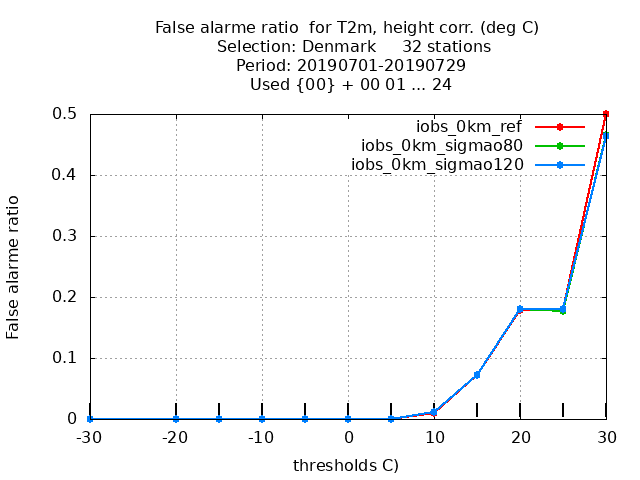 False alarme ratio  for T2m, height corr. (deg C)
Selection: Denmark     32 stations
Period: 20190701-20190729
Used {00} + 00 01 ... 24
iobs_0km_ref
iobs_0km_sigmao80
iobs_0km_sigmao120
0.5
0.4
0.3
0.2
0.1
0
False alarme ratio
-30
-20
-10
0
10
20
30
thresholds C)